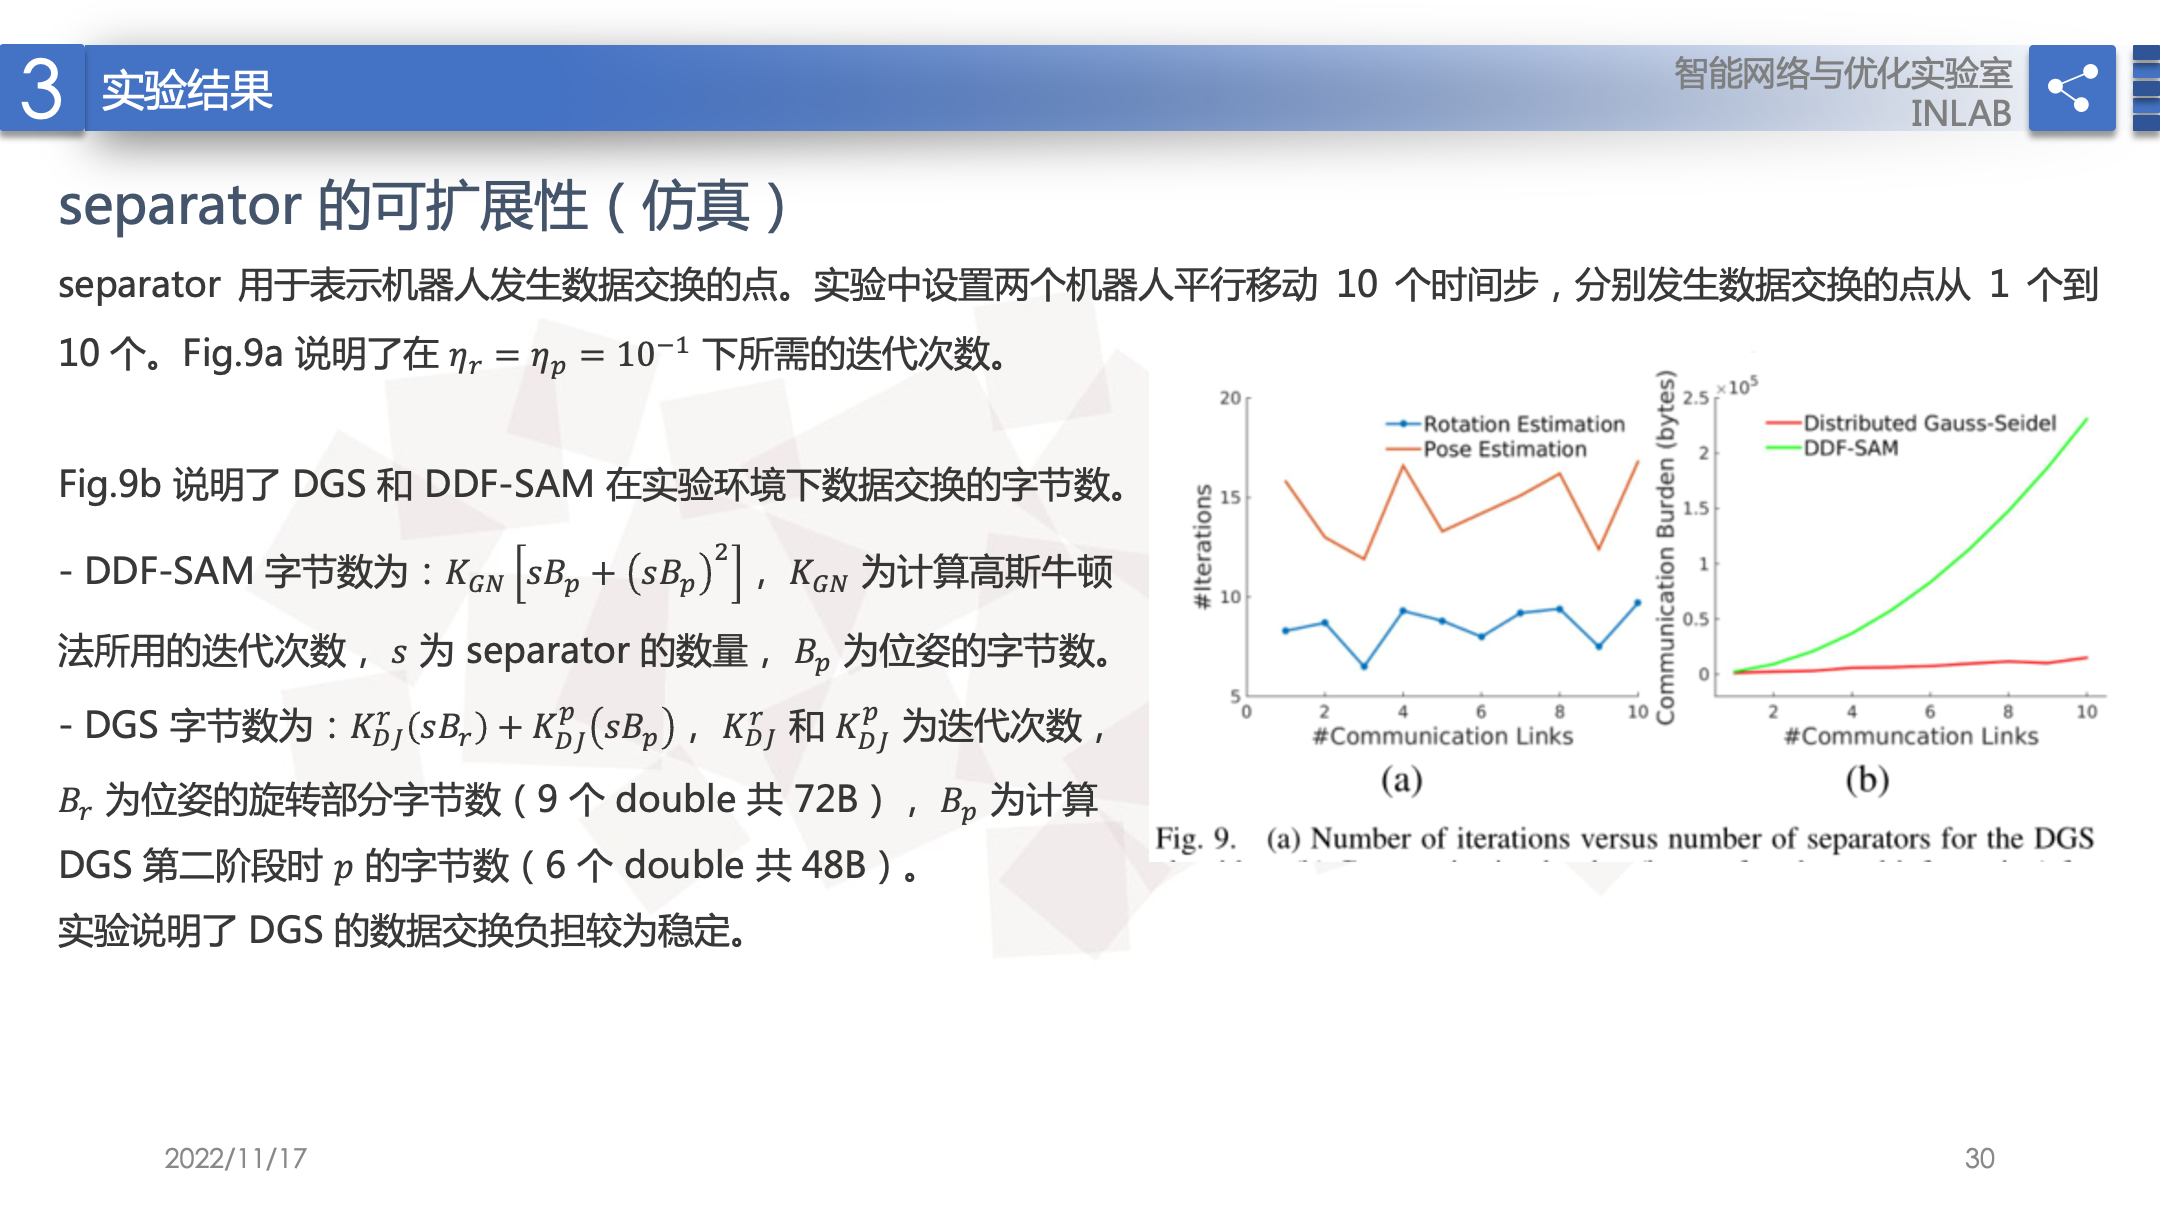 3 实验结果
智能网络与优化实验室
INLAB
separator 的可扩展性（仿真）
separator 用于表示机器人发生数据交换的点。实验中设置两个机器人平行移动 10 个时间步，分别发生数据交换的点从 1 个到
10 个。Fig.9a 说明了在 η_r = η_p = 10^{-1} 下所需的迭代次数。
Fig.9b 说明了 DGS 和 DDF-SAM 在实验环境下数据交换的字节数。
- DDF-SAM 字节数为：K_{GN} [sB_p + (sB_p)^2]， K_{GN} 为计算高斯牛顿
法所用的迭代次数， s 为 separator 的数量， B_p 为位姿的字节数。
- DGS 字节数为：K^r_{DJ}(sB_r) + K^p_{DJ}(sB_p)， K^r_{DJ} 和 K^p_{DJ} 为迭代次数，
B_r 为位姿的旋转部分字节数（9 个 double 共 72B）， B_p 为计算
DGS 第二阶段时 p 的字节数（6 个 double 共 48B）。
实验说明了 DGS 的数据交换负担较为稳定。
20
15
10
5
#Iterations
Rotation Estimation
Pose Estimation
0 2 4 6 8 10
#Communication Links
(a)
×10^5
2.5
2
1.5
1
0.5
0
Communication Burden (bytes)
Distributed Gauss-Seidel
DDF-SAM
2 4 6 8 10
#Communcation Links
(b)
Fig. 9. (a) Number of iterations versus number of separators for the DGS
2022/11/17
30